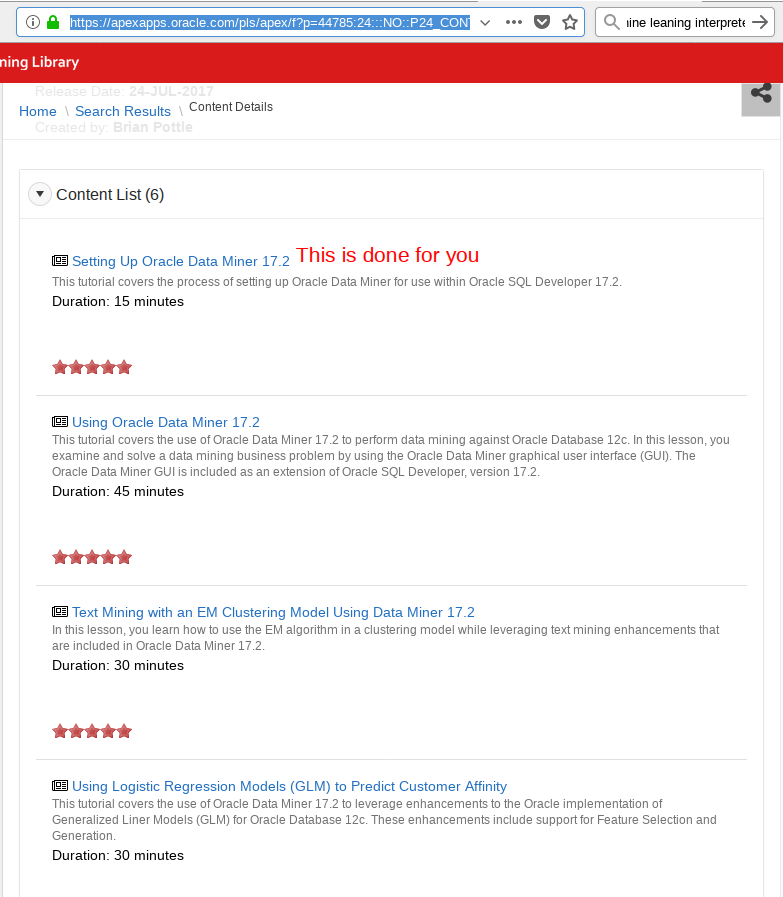 https://apexapps.oracle.com/pls/apex/f?p=44785:24:::NO::P24_CON
ine leaning interprete
ning Library
Release Date: 24-JUL-2017
Home \ Search Results \ Content Details
Created by: Brian Pottle
Content List (6)
Setting Up Oracle Data Miner 17.2 This is done for you
This tutorial covers the process of setting up Oracle Data Miner for use within Oracle SQL Developer 17.2.
Duration: 15 minutes
Using Oracle Data Miner 17.2
This tutorial covers the use of Oracle Data Miner 17.2 to perform data mining against Oracle Database 12c. In this lesson, you
examine and solve a data mining business problem by using the Oracle Data Miner graphical user interface (GUI). The
Oracle Data Miner GUI is included as an extension of Oracle SQL Developer, version 17.2.
Duration: 45 minutes
Text Mining with an EM Clustering Model Using Data Miner 17.2
In this lesson, you learn how to use the EM algorithm in a clustering model while leveraging text mining enhancements that
are included in Oracle Data Miner 17.2.
Duration: 30 minutes
Using Logistic Regression Models (GLM) to Predict Customer Affinity
This tutorial covers the use of Oracle Data Miner 17.2 to leverage enhancements to the Oracle implementation of
Generalized Liner Models (GLM) for Oracle Database 12c. These enhancements include support for Feature Selection and
Generation.
Duration: 30 minutes